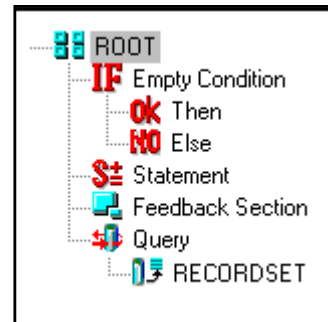 ROOT
IF Empty Condition
Ok Then
NO Else
S± Statement
Feedback Section
Query
RECORDSET